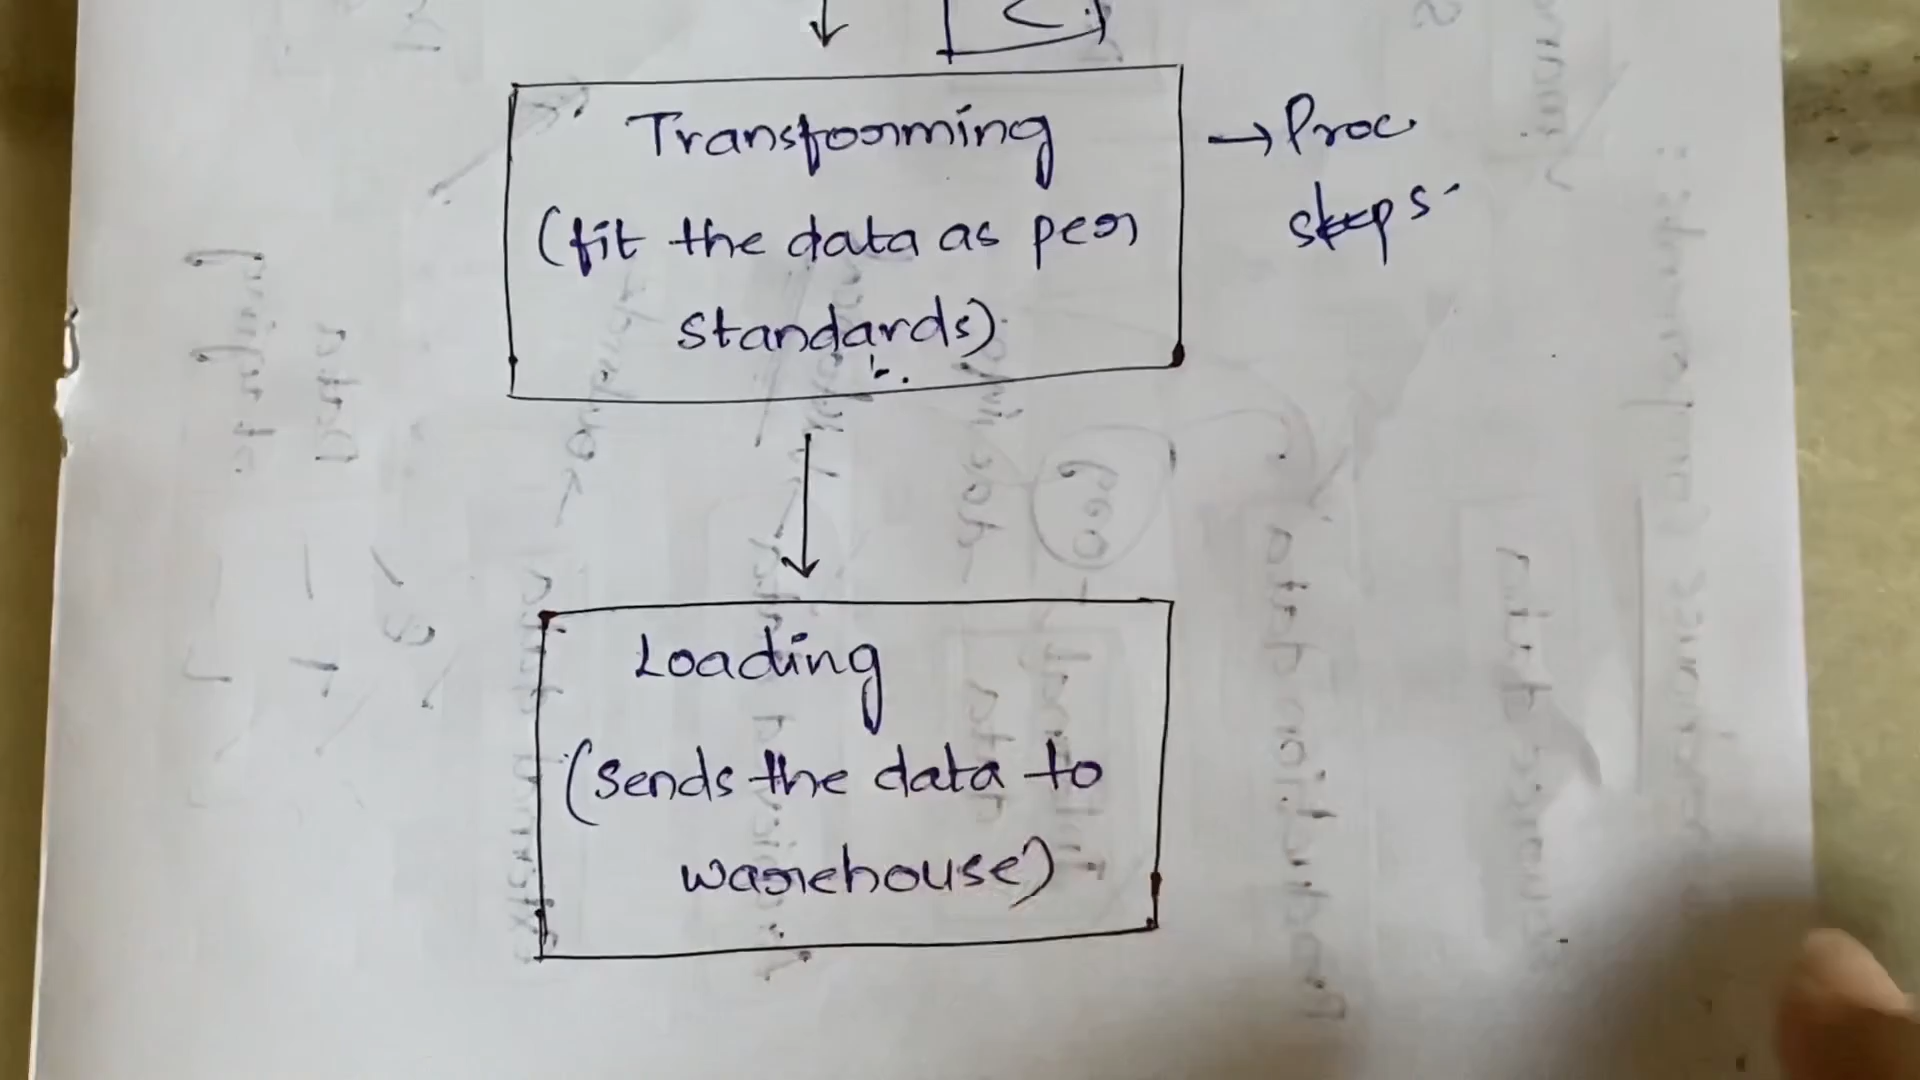 Transforming
(fit the data as per
standards)
→ Proc
steps
Loading
(sends the data to
warehouse)